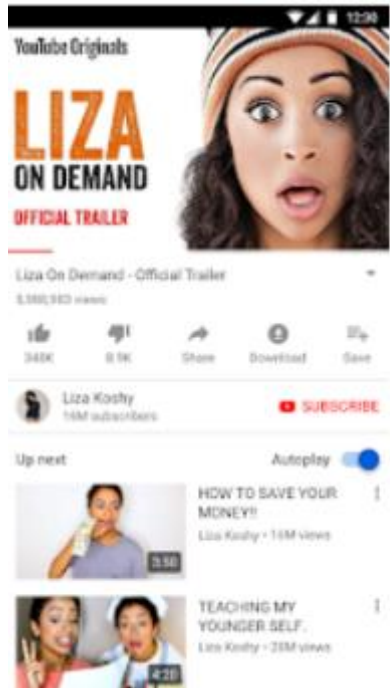 12:30
YouTube Originals
LIZA
ON DEMAND
OFFICIAL TRAILER
Liza On Demand - Official Trailer
views
348K
8.9K
Share
Download
Save
Liza Koshy
16M subscribers
SUBSCRIBE
Up next
Autoplay
HOW TO SAVE YOUR
MONEY!!
Liza Koshy • 16M views
3:50
TEACHING MY
YOUNGER SELF.
Liza Koshy • 28M views
4:20